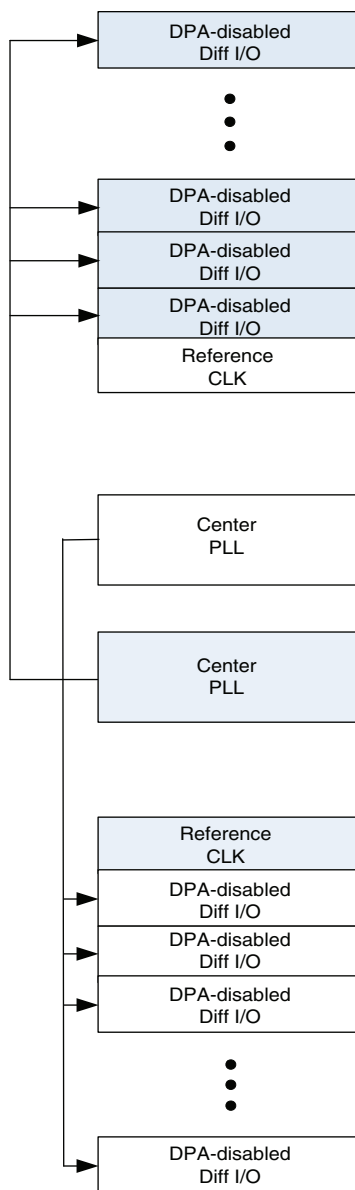 DPA-disabled
Diff I/O
DPA-disabled
Diff I/O
DPA-disabled
Diff I/O
DPA-disabled
Diff I/O
Reference
CLK
Center
PLL
Center
PLL
Reference
CLK
DPA-disabled
Diff I/O
DPA-disabled
Diff I/O
DPA-disabled
Diff I/O
DPA-disabled
Diff I/O